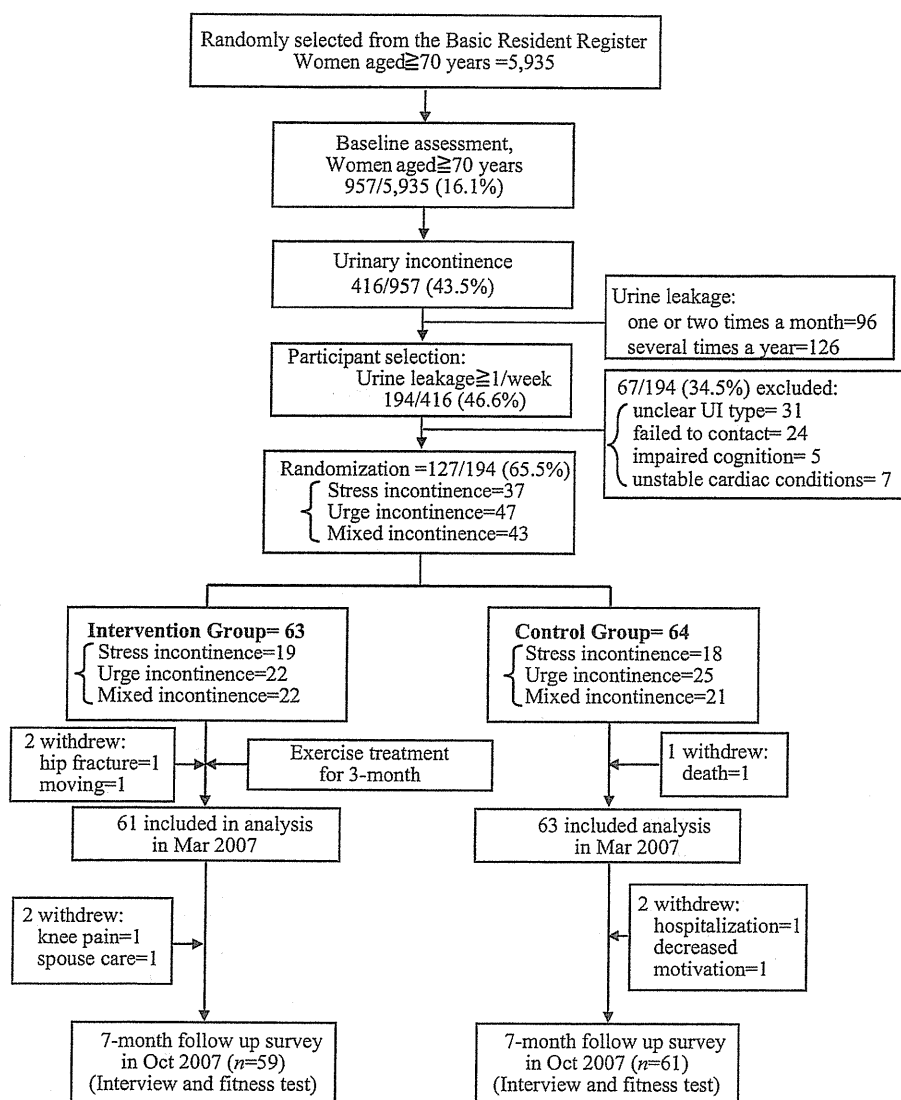 Randomly selected from the Basic Resident Register
Women aged≧70 years =5,935
Baseline assessment,
Women aged≧70 years
957/5,935 (16.1%)
Urinary incontinence
416/957 (43.5%)
Urine leakage:
one or two times a month=96
several times a year=126
Participant selection:
Urine leakage≧1/week
194/416 (46.6%)
67/194 (34.5%) excluded:
unclear UI type= 31
failed to contact= 24
impaired cognition= 5
unstable cardiac conditions= 7
Randomization =127/194 (65.5%)
Stress incontinence=37
Urge incontinence=47
Mixed incontinence=43
Intervention Group= 63
Stress incontinence=19
Urge incontinence=22
Mixed incontinence=22
Control Group= 64
Stress incontinence=18
Urge incontinence=25
Mixed incontinence=21
2 withdrew:
hip fracture=1
moving=1
Exercise treatment
for 3-month
1 withdrew:
death=1
61 included in analysis
in Mar 2007
63 included analysis
in Mar 2007
2 withdrew:
knee pain=1
spouse care=1
2 withdrew:
hospitalization=1
decreased
motivation=1
7-month follow up survey
in Oct 2007 (n=59)
(Interview and fitness test)
7-month follow up survey
in Oct 2007 (n=61)
(Interview and fitness test)